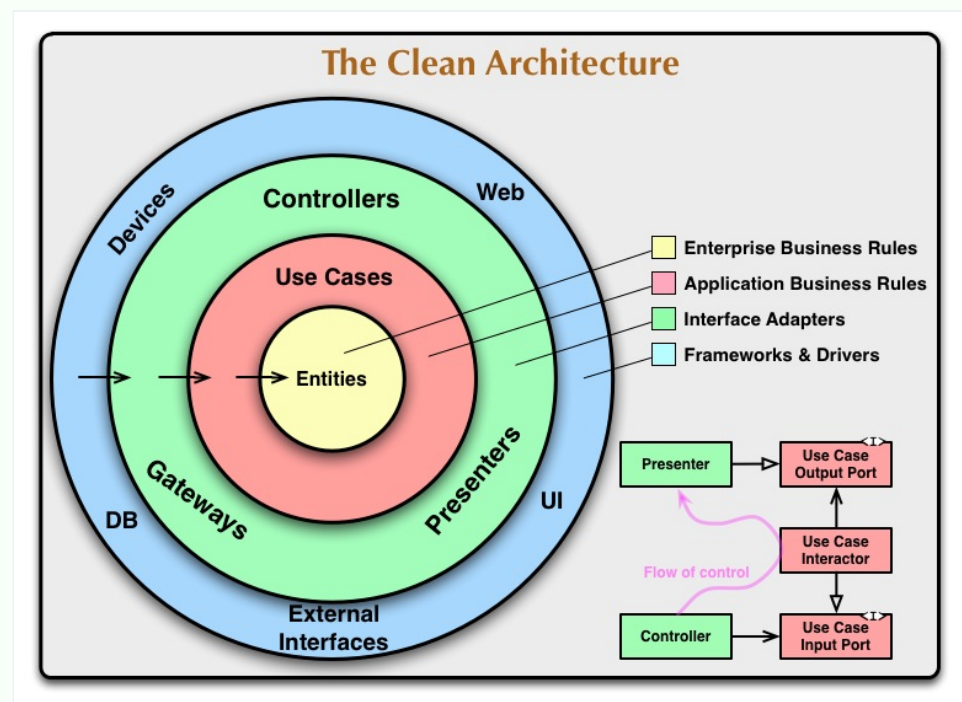 The Clean Architecture
Devices
Web
Controllers
Use Cases
Entities
Gateways
Presenters
DB
UI
External
Interfaces
Enterprise Business Rules
Application Business Rules
Interface Adapters
Frameworks & Drivers
Presenter
<I>
Use Case
Output Port
Use Case
Interactor
Flow of control
Controller
<I>
Use Case
Input Port